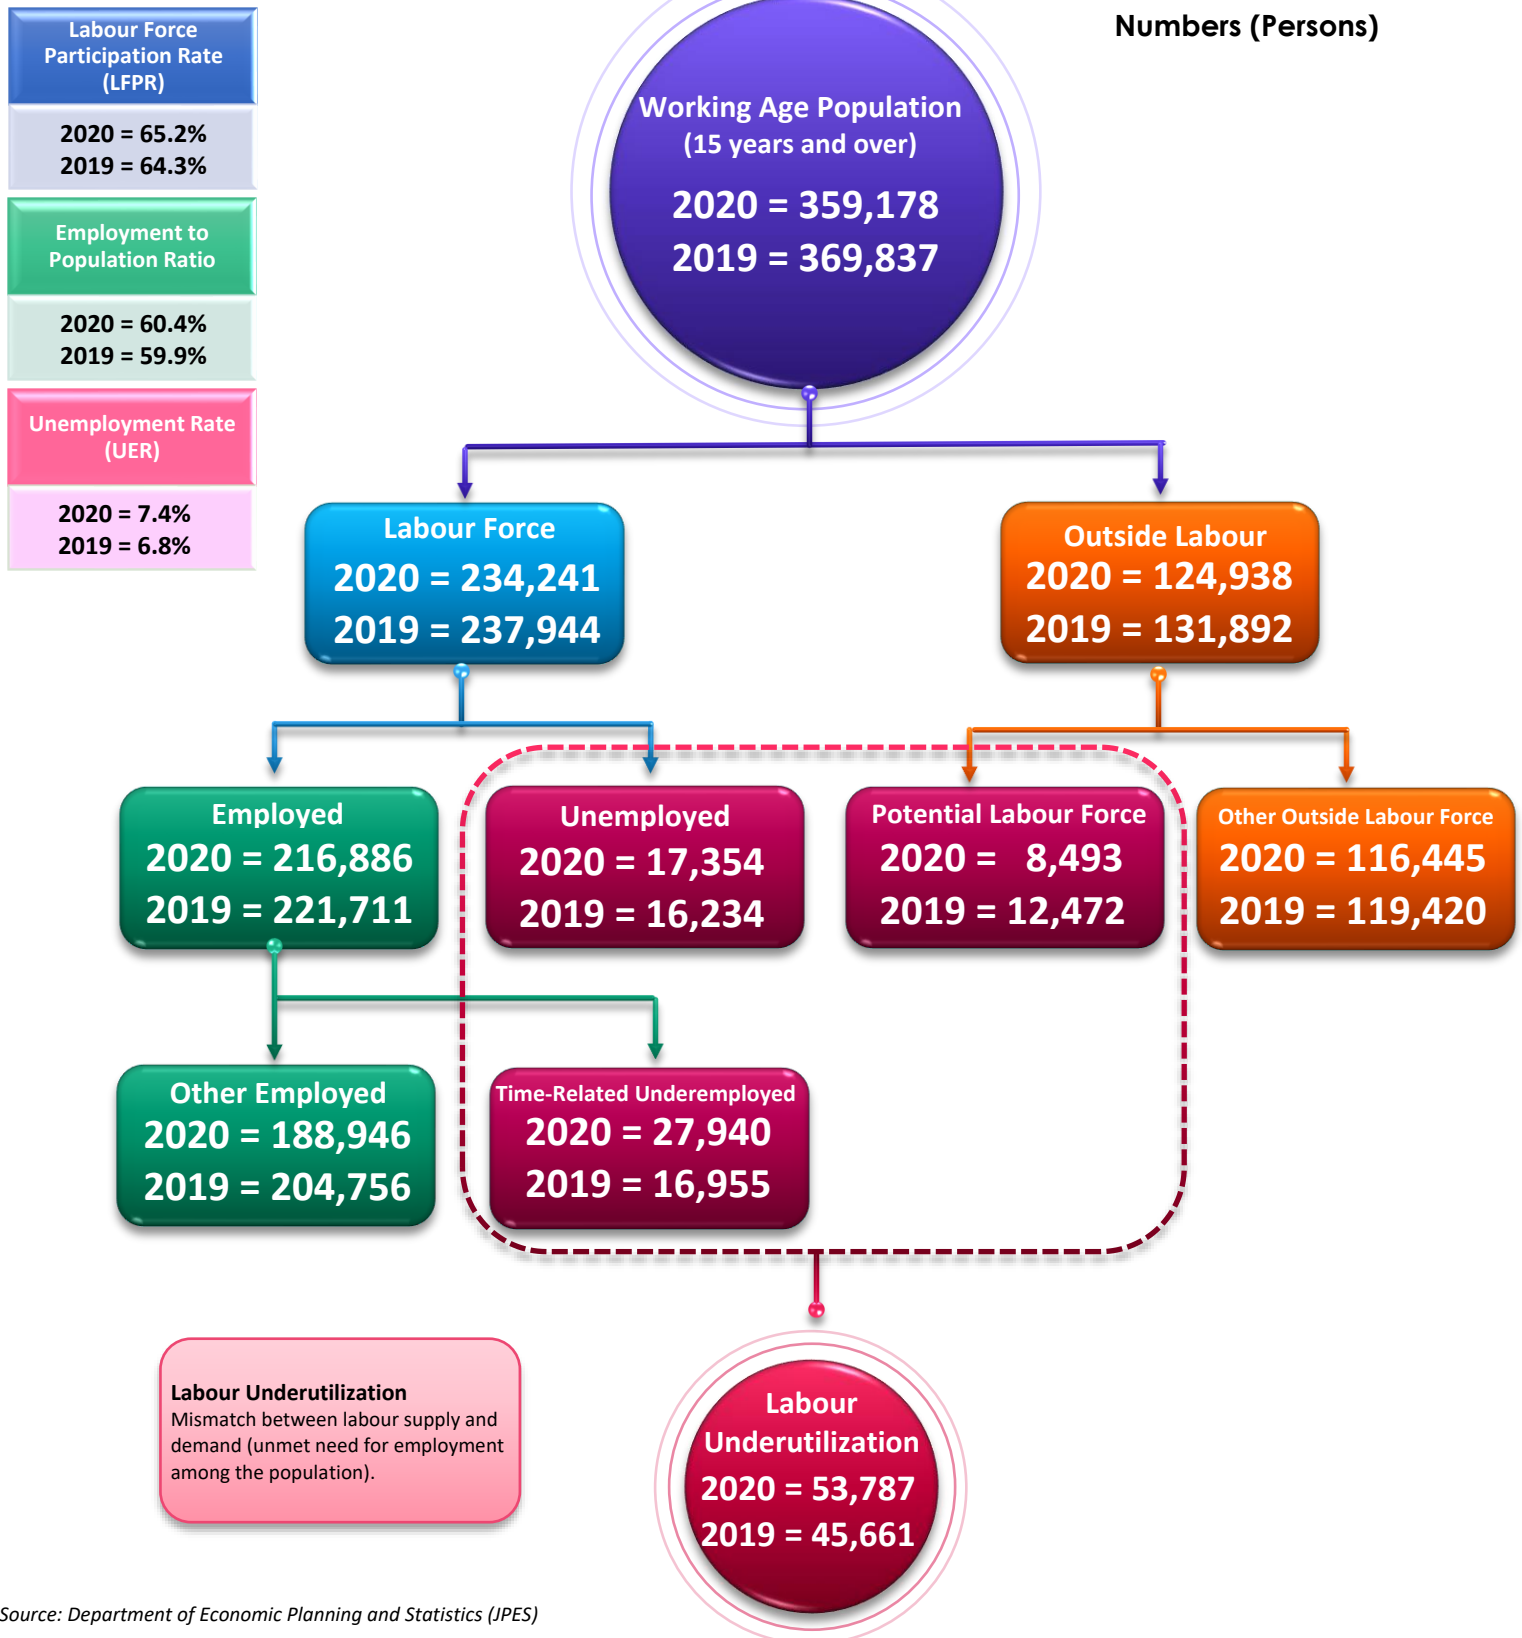 Numbers (Persons)
Labour Force
Participation Rate
(LFPR)
2020 = 65.2%
2019 = 64.3%
Employment to
Population Ratio
2020 = 60.4%
2019 = 59.9%
Unemployment Rate
(UER)
2020 = 7.4%
2019 = 6.8%
Working Age Population
(15 years and over)
2020 = 359,178
2019 = 369,837
Labour Force
2020 = 234,241
2019 = 237,944
Outside Labour
2020 = 124,938
2019 = 131,892
Employed
2020 = 216,886
2019 = 221,711
Unemployed
2020 = 17,354
2019 = 16,234
Potential Labour Force
2020 = 8,493
2019 = 12,472
Other Outside Labour Force
2020 = 116,445
2019 = 119,420
Other Employed
2020 = 188,946
2019 = 204,756
Time-Related Underemployed
2020 = 27,940
2019 = 16,955
Labour Underutilization
Mismatch between labour supply and
demand (unmet need for employment
among the population).
Labour
Underutilization
2020 = 53,787
2019 = 45,661
Source: Department of Economic Planning and Statistics (JPES)